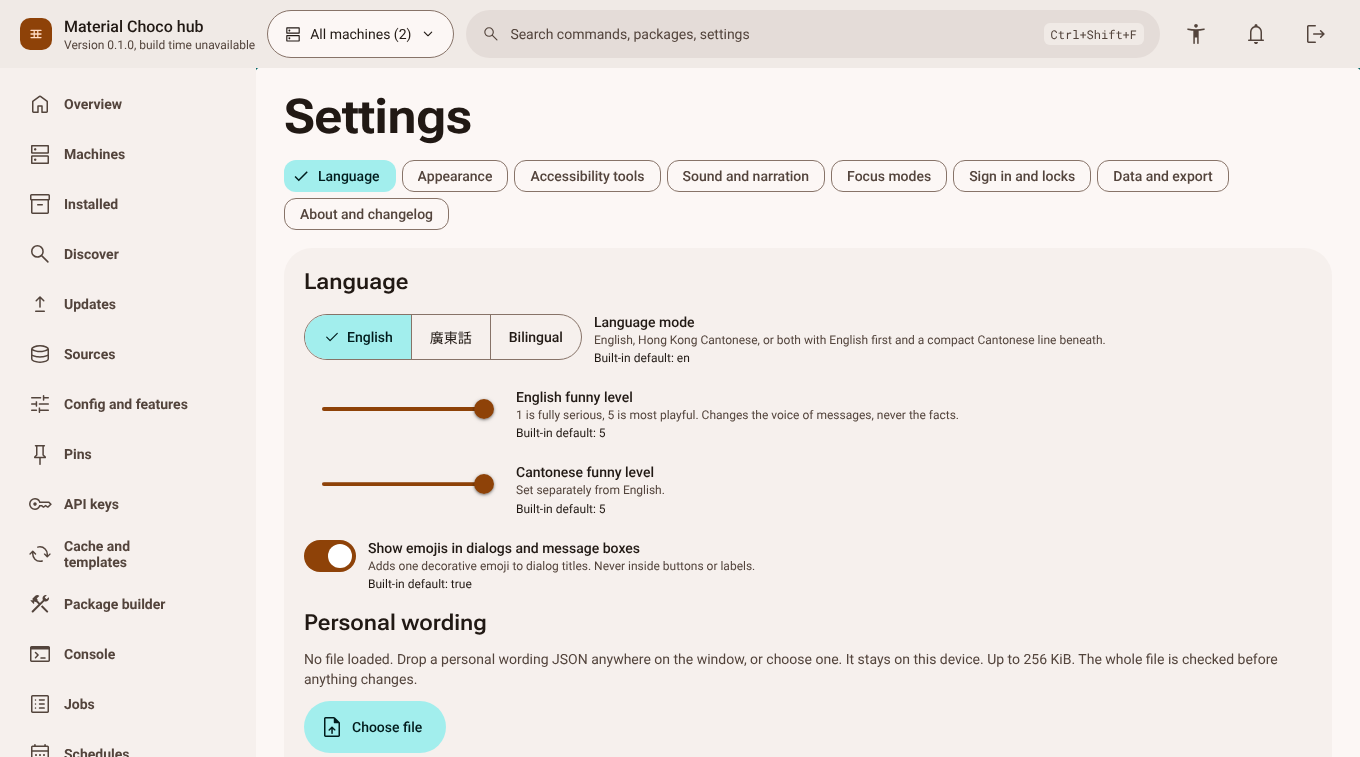 Material Choco hub
Version 0.1.0, build time unavailable
All machines (2)
Search commands, packages, settings
Ctrl+Shift+F
Overview
Machines
Installed
Discover
Updates
Sources
Config and features
Pins
API keys
Cache and
templates
Package builder
Console
Jobs
Schedules
Settings
Language
Appearance
Accessibility tools
Sound and narration
Focus modes
Sign in and locks
Data and export
About and changelog
Language
English
廣東話
Bilingual
Language mode
English, Hong Kong Cantonese, or both with English first and a compact Cantonese line beneath.
Built-in default: en
English funny level
1 is fully serious, 5 is most playful. Changes the voice of messages, never the facts.
Built-in default: 5
Cantonese funny level
Set separately from English.
Built-in default: 5
Show emojis in dialogs and message boxes
Adds one decorative emoji to dialog titles. Never inside buttons or labels.
Built-in default: true
Personal wording
No file loaded. Drop a personal wording JSON anywhere on the window, or choose one. It stays on this device. Up to 256 KiB. The whole file is checked before
anything changes.
Choose file